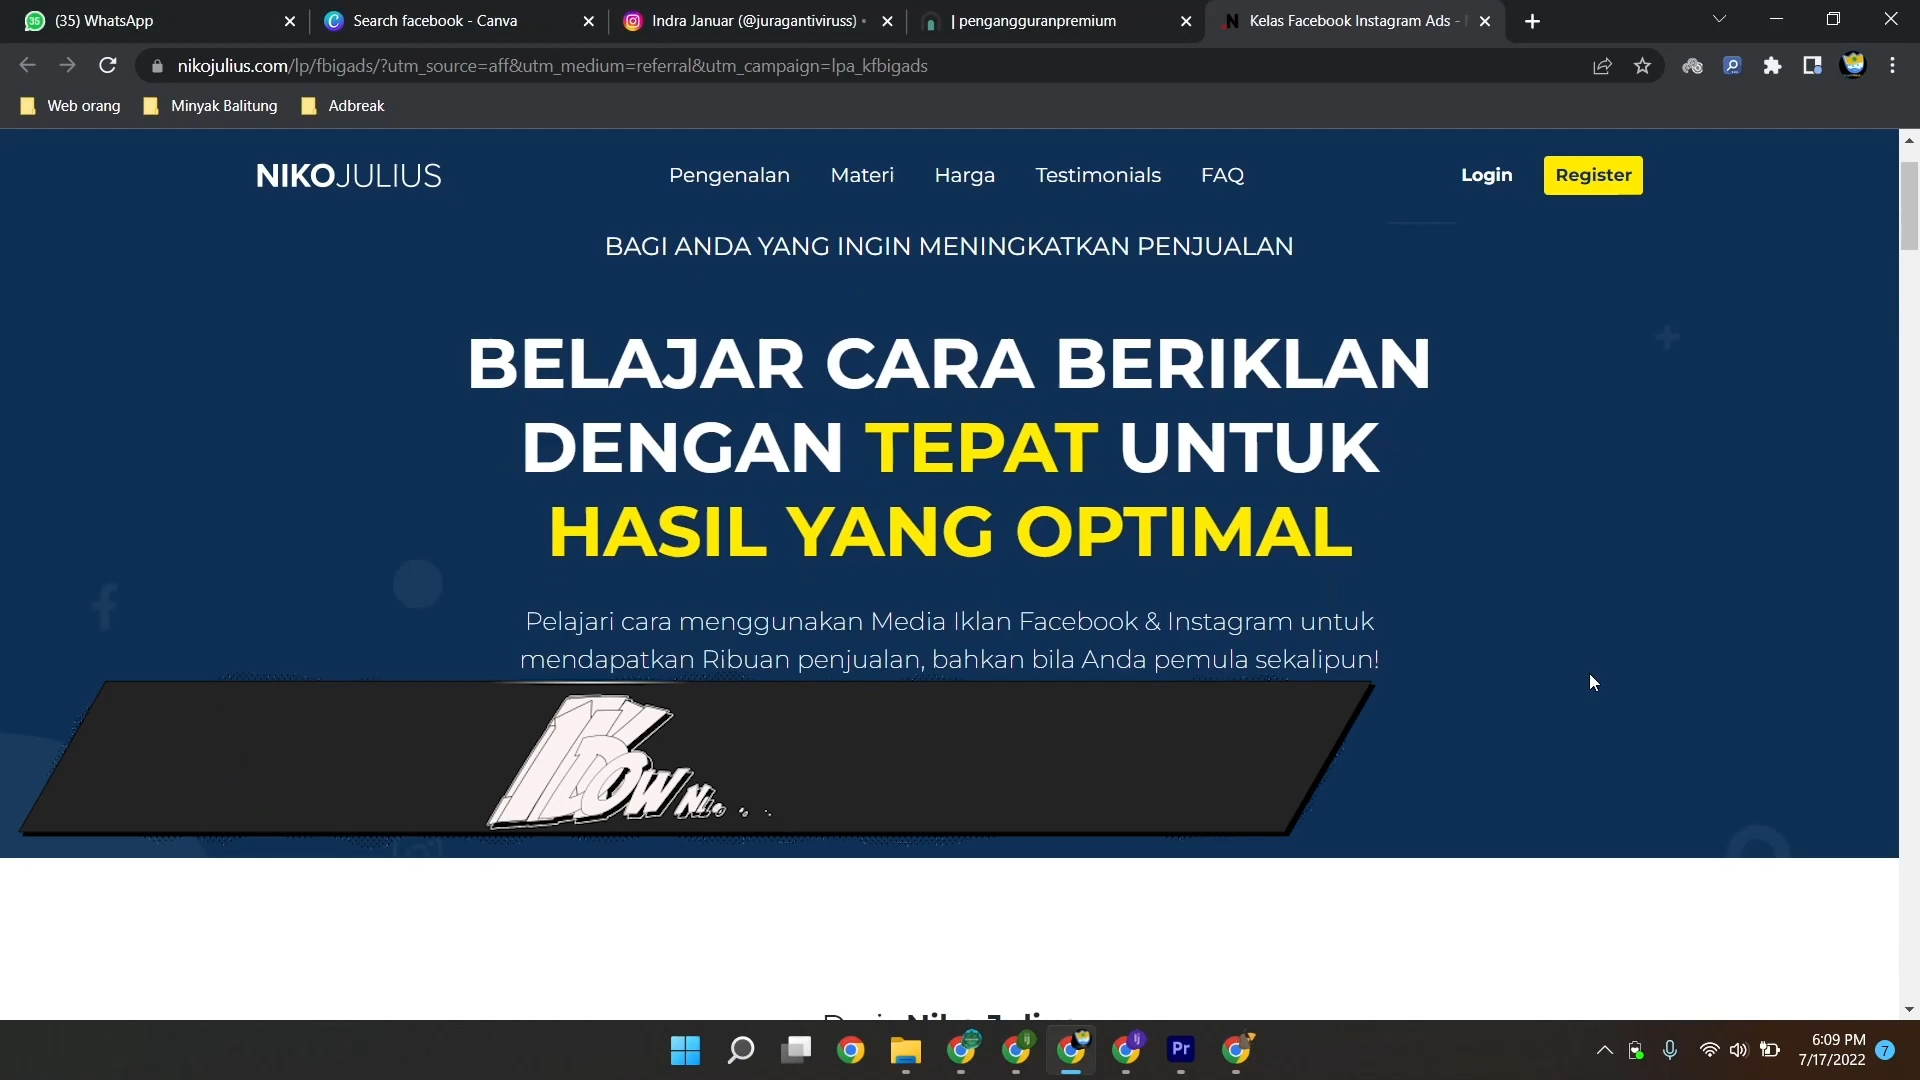 (35) WhatsApp
Search facebook - Canva
Indra Januar (@juragantiviruss) •
| pengangguranpremium
Kelas Facebook Instagram Ads -
nikojulius.com/lp/fbigads/?utm_source=aff&utm_medium=referral&utm_campaign=lpa_kfbigads
Web orang
Minyak Balitung
Adbreak
NIKOJULIUS
Pengenalan
Materi
Harga
Testimonials
FAQ
Login
Register
BAGI ANDA YANG INGIN MENINGKATKAN PENJUALAN
BELAJAR CARA BERIKLAN
DENGAN TEPAT UNTUK
HASIL YANG OPTIMAL
Pelajari cara menggunakan Media Iklan Facebook & Instagram untuk
mendapatkan Ribuan penjualan, bahkan bila Anda pemula sekalipun!
Pr
6:09 PM
7/17/2022
7